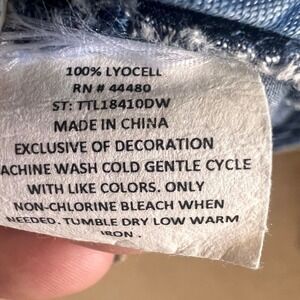 100% LYOCELL
RN # 44480
ST: TTL18410DW
MADE IN CHINA
EXCLUSIVE OF DECORATION
ACHINE WASH COLD GENTLE CYCLE
WITH LIKE COLORS. ONLY
NON-CHLORINE BLEACH WHEN
NEEDED. TUMBLE DRY LOW WARM
IRON .